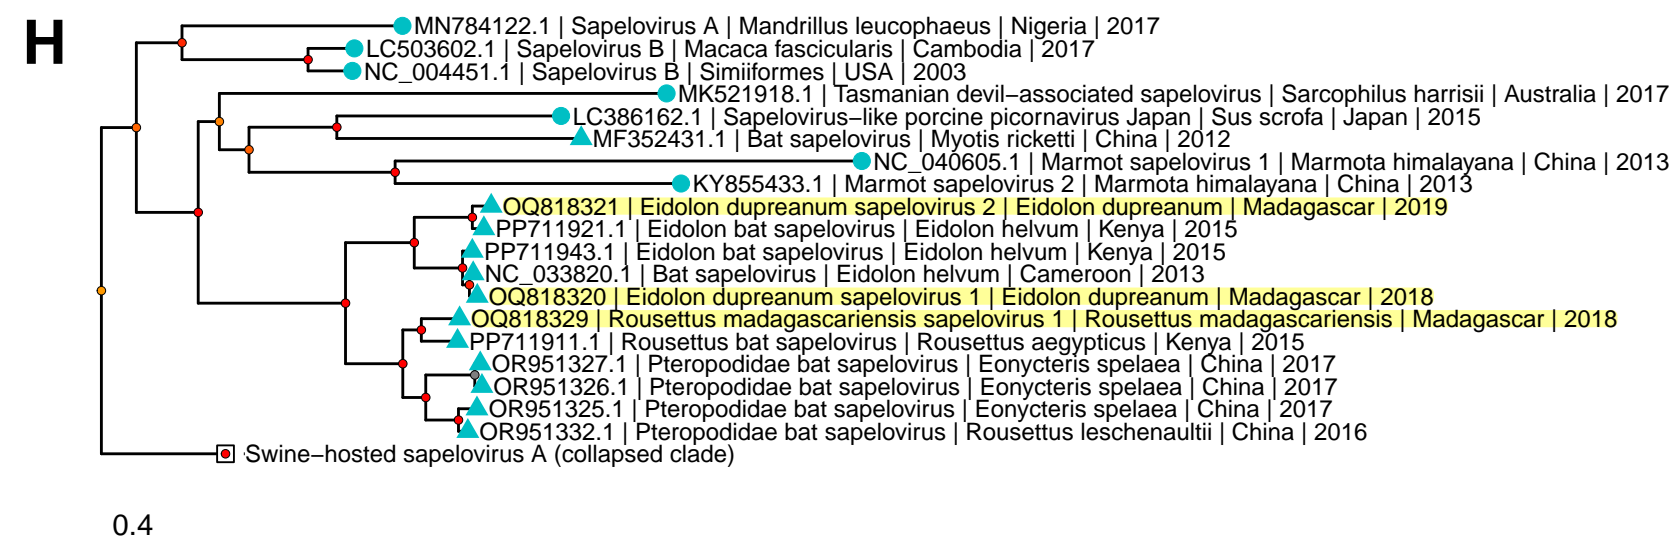 H
MN784122.1 | Sapelovirus A | Mandrillus leucophaeus | Nigeria | 2017
LC503602.1 | Sapelovirus B | Macaca fascicularis | Cambodia | 2017
NC_004451.1 | Sapelovirus B | Simiiformes | USA | 2003
MK521918.1 | Tasmanian devil−associated sapelovirus | Sarcophilus harrisii | Australia | 2017
LC386162.1 | Sapelovirus−like porcine picornavirus Japan | Sus scrofa | Japan | 2015
MF352431.1 | Bat sapelovirus | Myotis ricketti | China | 2012
NC_040605.1 | Marmot sapelovirus 1 | Marmota himalayana | China | 2013
KY855433.1 | Marmot sapelovirus 2 | Marmota himalayana | China | 2013
OQ818321 | Eidolon dupreanum sapelovirus 2 | Eidolon dupreanum | Madagascar | 2019
PP711921.1 | Eidolon bat sapelovirus | Eidolon helvum | Kenya | 2015
PP711943.1 | Eidolon bat sapelovirus | Eidolon helvum | Kenya | 2015
NC_033820.1 | Bat sapelovirus | Eidolon helvum | Cameroon | 2013
OQ818320 | Eidolon dupreanum sapelovirus 1 | Eidolon dupreanum | Madagascar | 2018
OQ818329 | Rousettus madagascariensis sapelovirus 1 | Rousettus madagascariensis | Madagascar | 2018
PP711911.1 | Rousettus bat sapelovirus | Rousettus aegypticus | Kenya | 2015
OR951327.1 | Pteropodidae bat sapelovirus | Eonycteris spelaea | China | 2017
OR951326.1 | Pteropodidae bat sapelovirus | Eonycteris spelaea | China | 2017
OR951325.1 | Pteropodidae bat sapelovirus | Eonycteris spelaea | China | 2017
OR951332.1 | Pteropodidae bat sapelovirus | Rousettus leschenaultii | China | 2016
Swine−hosted sapelovirus A (collapsed clade)
0.4